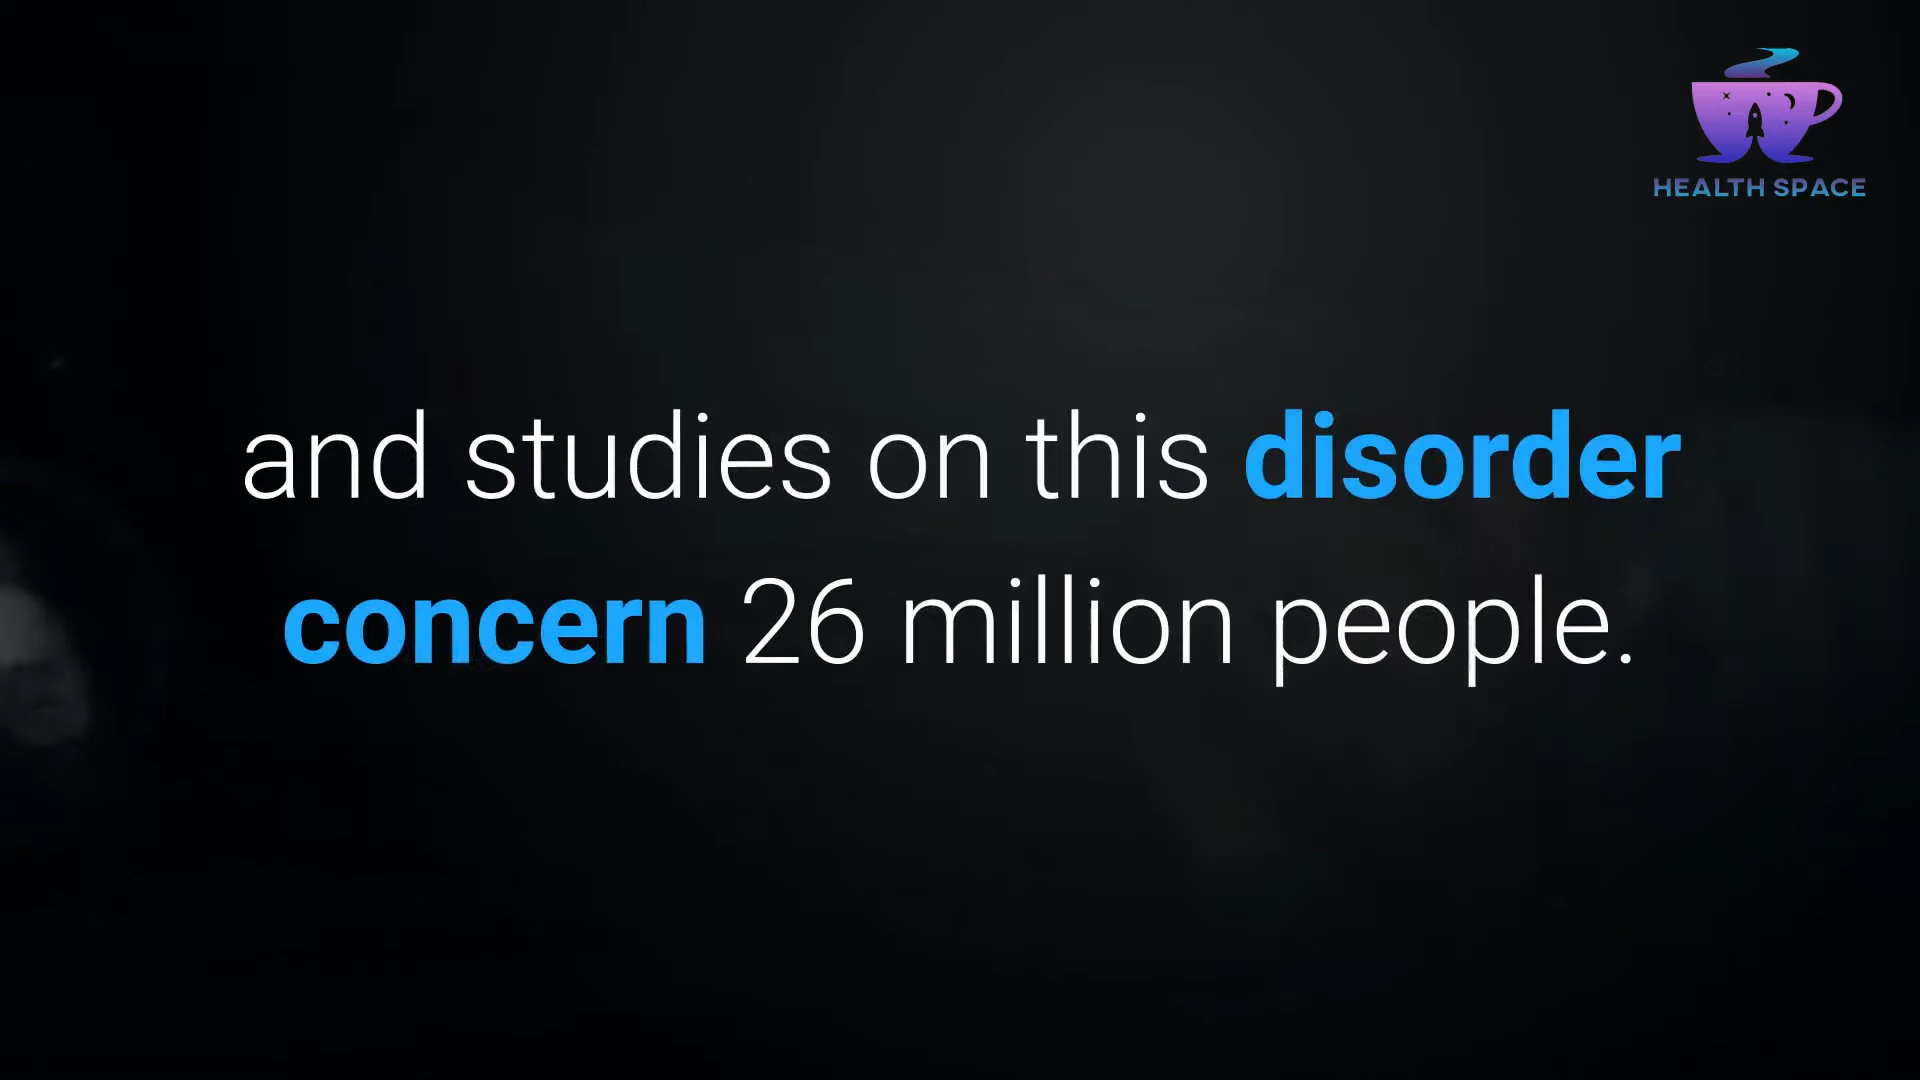 HEALTH SPACE
and studies on this disorder
concern 26 million people.